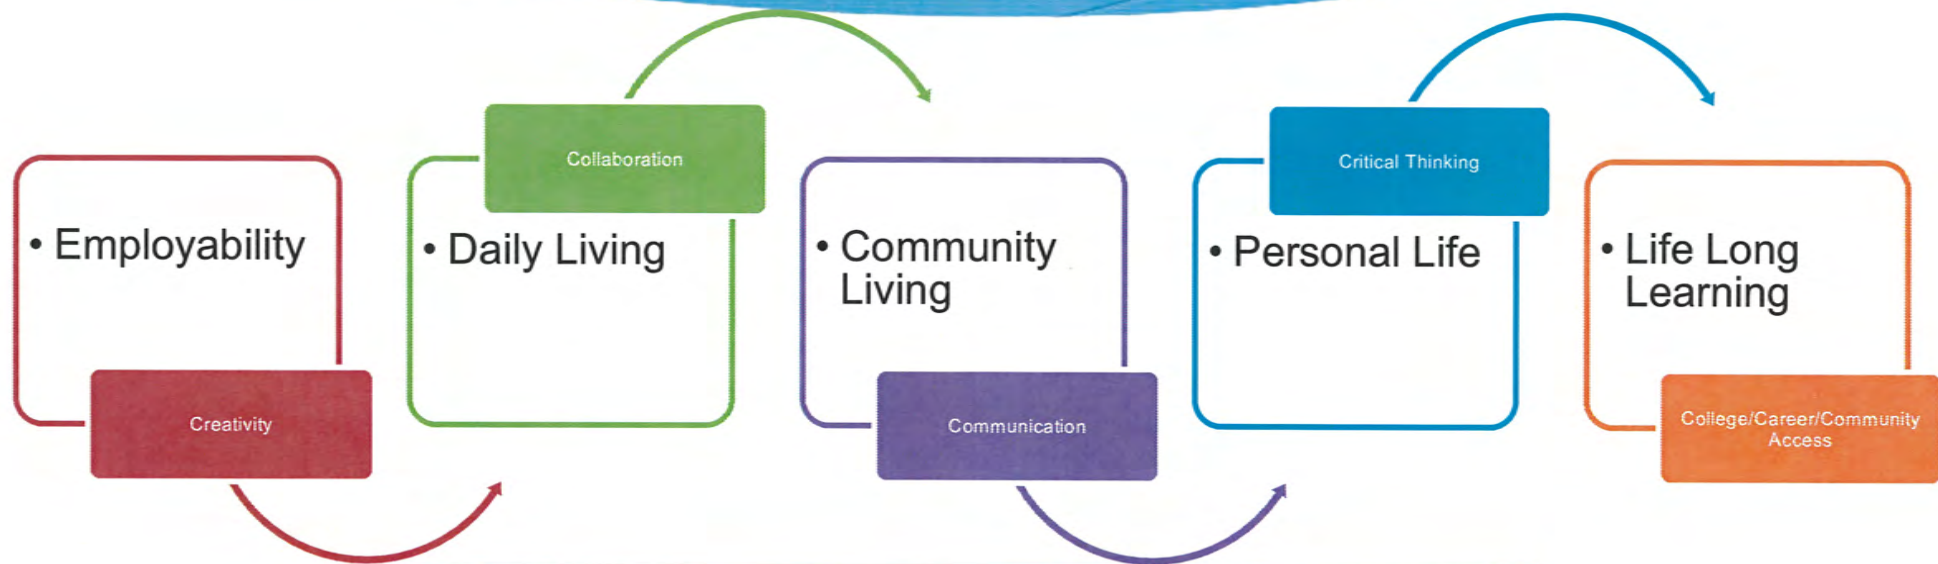 • Employability
Creativity
Collaboration
• Daily Living
• Community
Living
Communication
Critical Thinking
• Personal Life
• Life Long
Learning
College/Career/Community
Access